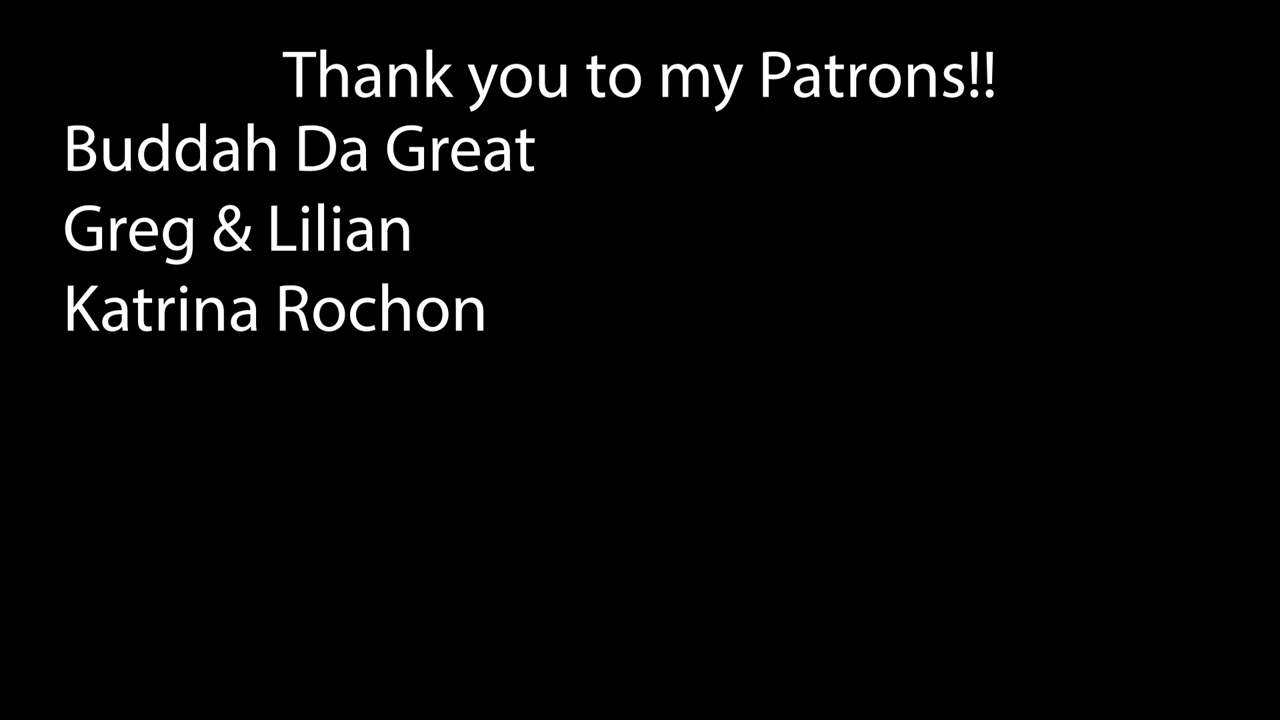 Thank you to my Patrons!!
Buddah Da Great
Greg & Lilian
Katrina Rochon